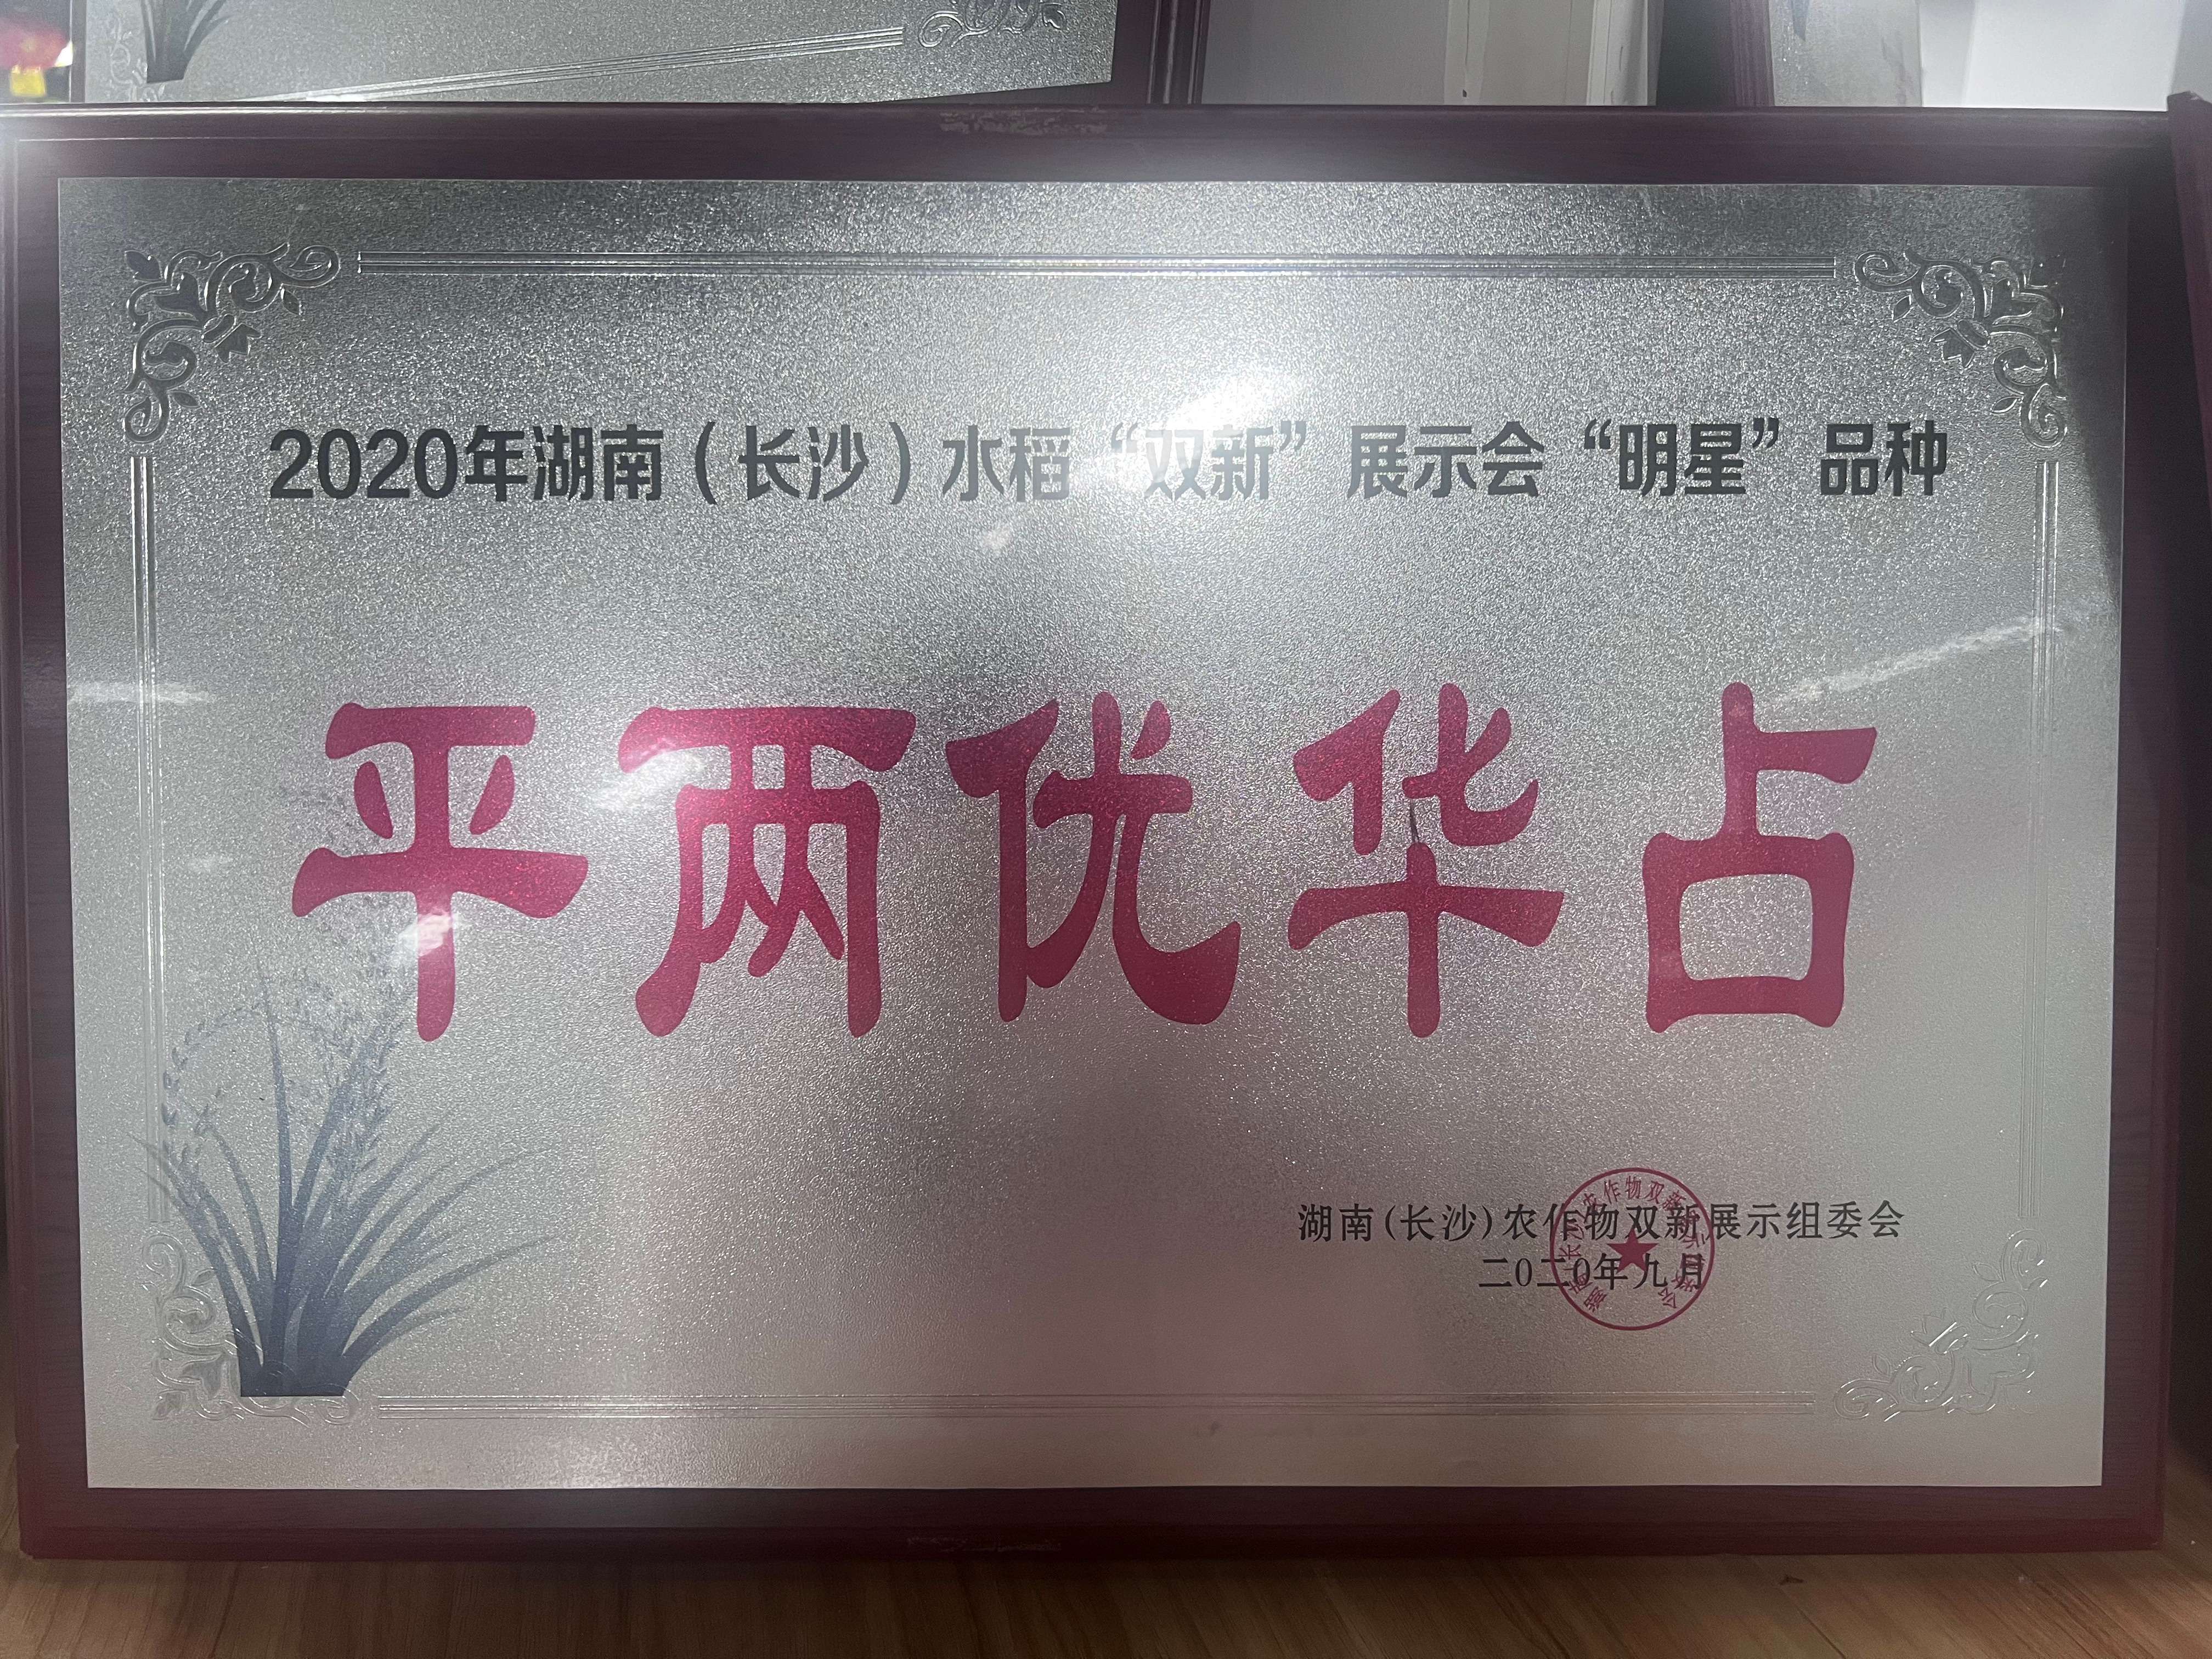 2020年湖南（长沙）水稻“双新”展示会“明星”品种
平两优华占
湖南(长沙)农作物双新展示组委会
二0二0年九月